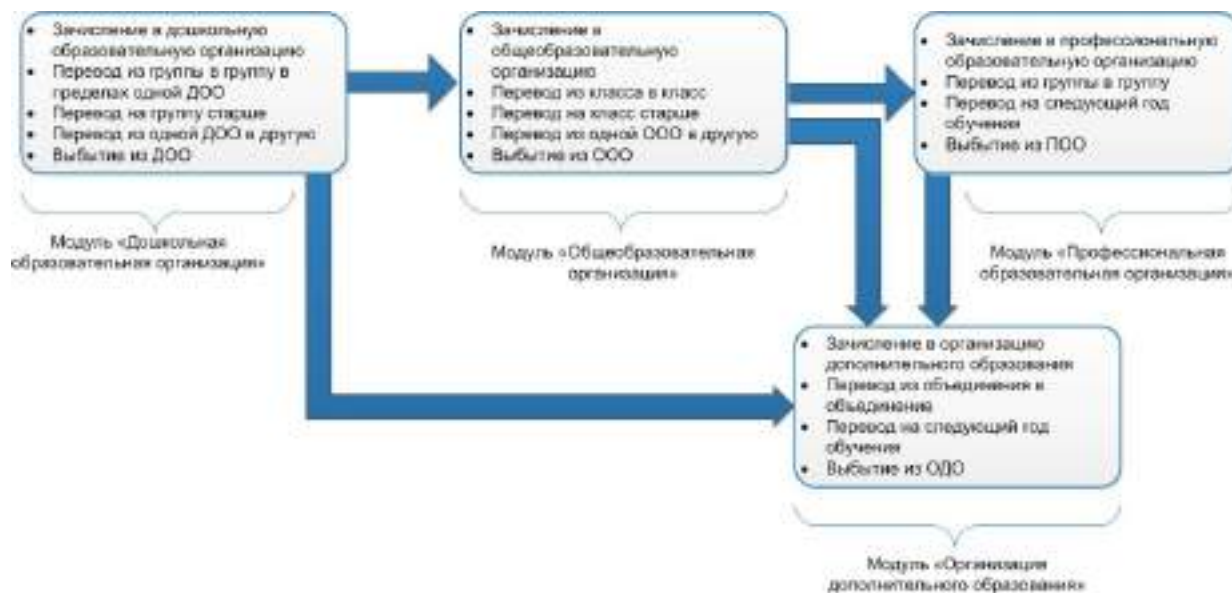 • Зачисление в дошкольную
образовательную организацию
• Перевод из группы в группу в
пределах одной ДОО
• Перевод на группу старше
• Перевод из одной ДОО в другую
• Выбытие из ДОО
Модуль «Дошкольная
образовательная организация»
• Зачисление в
общеобразовательную
организацию
• Перевод из класса в класс
• Перевод на класс старше
• Перевод из одной ООО в другую
• Выбытие из ООО
Модуль «Общеобразовательная
организация»
• Зачисление в профессиональную
образовательную организацию
• Перевод из группы в группу
• Перевод на следующий год
обучения
• Выбытие из ПОО
Модуль «Профессиональная
образовательная организация»
• Зачисление в организацию
дополнительного образования
• Перевод из объединения в
объединение
• Перевод на следующий год
обучения
• Выбытие из ОДО
Модуль «Организация
дополнительного образования»